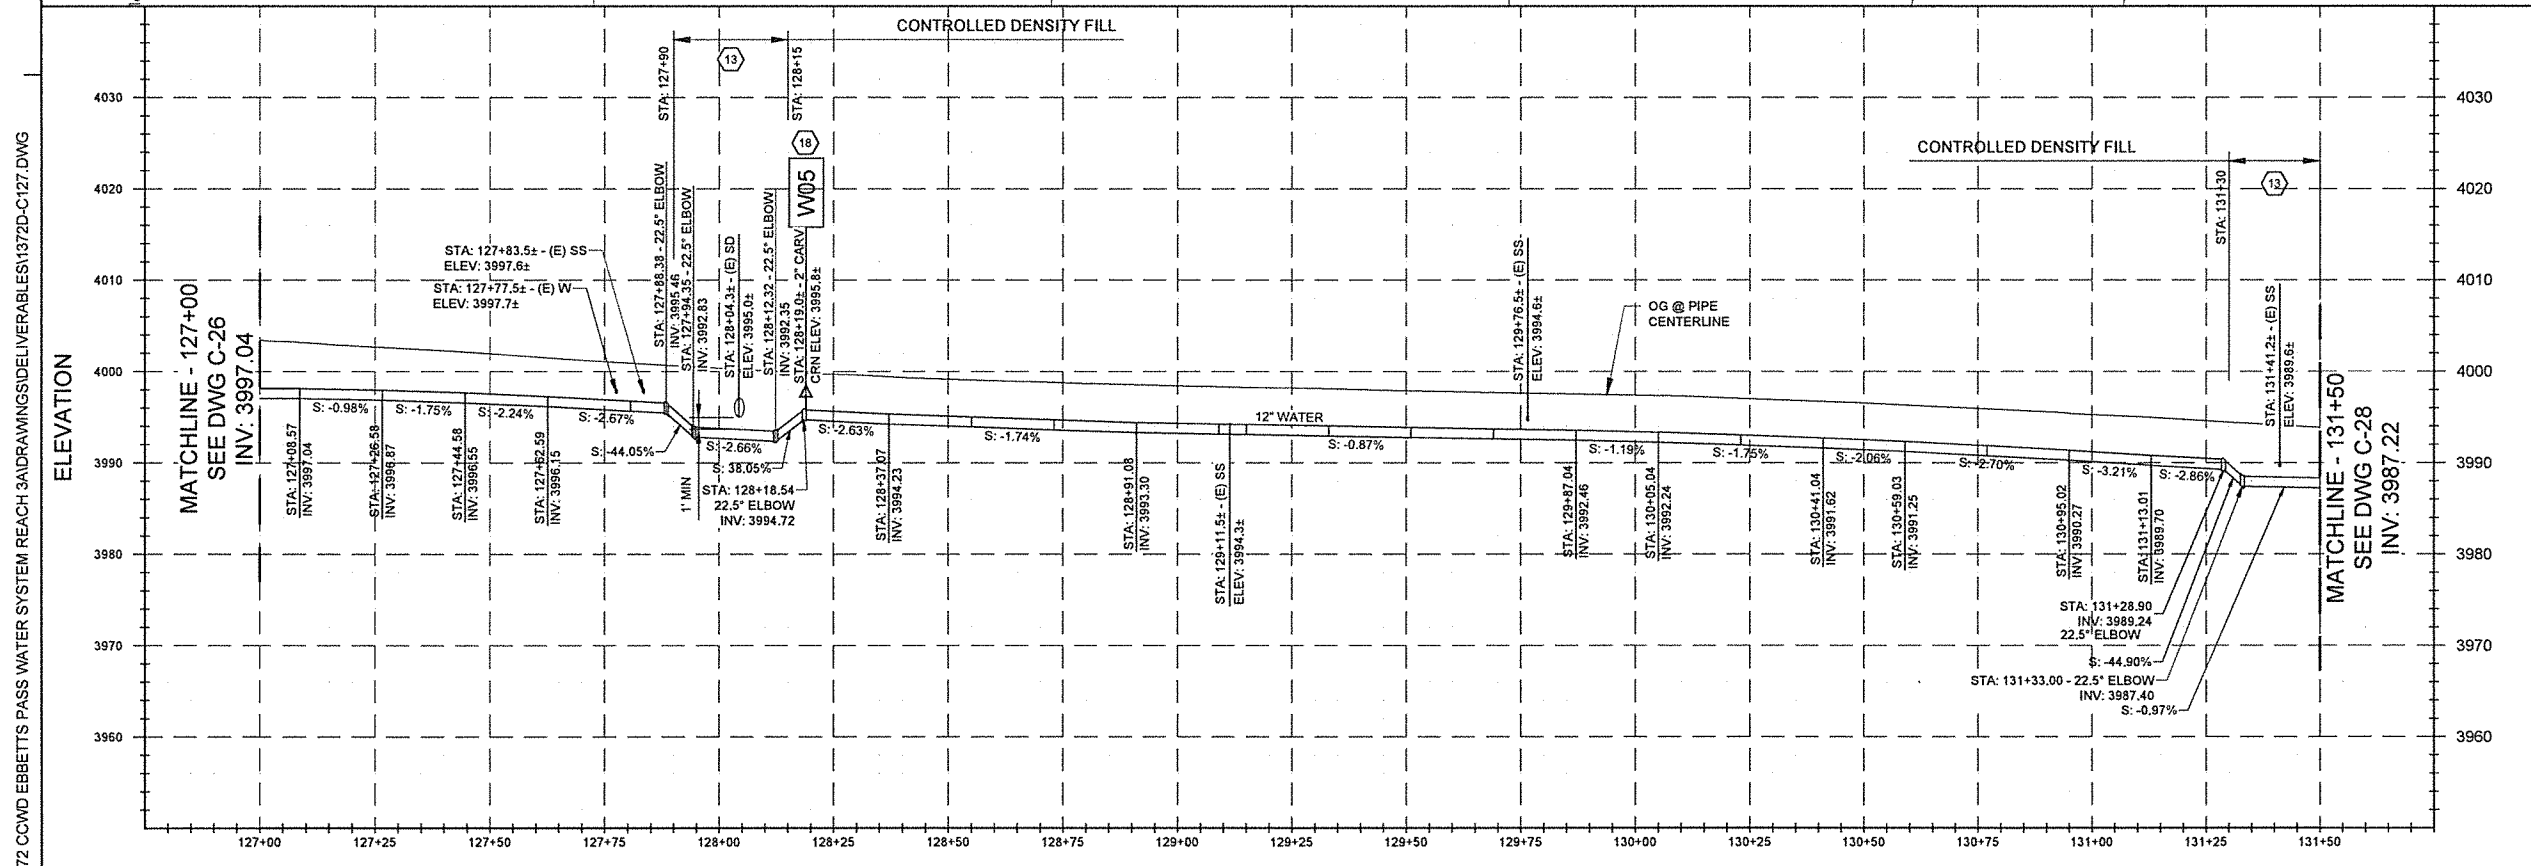 CONTROLLED DENSITY FILL
13
STA: 127+90
STA: 128+15
18
W05
CONTROLLED DENSITY FILL
13
STA: 131+30
4030
4020
4010
4000
3990
3980
3970
3960
4030
4020
4010
4000
3990
3980
3970
3960
ELEVATION
72 CCWD EBBETTS PASS WATER SYSTEM REACH 3A\DRAWINGS\DELIVERABLES\1372D-C127.DWG
MATCHLINE - 127+00
SEE DWG C-26
INV: 3997.04
STA: 127+83.5± - (E) SS
ELEV: 3997.6±
STA: 127+77.5± - (E) W
ELEV: 3997.7±
STA: 127+88.38 - 22.5° ELBOW
INV: 3995.46
STA: 127+94.35 - 22.5° ELBOW
INV: 3992.83
STA: 128+04.3± - (E) SD
ELEV: 3995.0±
STA: 128+12.32 - 22.5° ELBOW
INV: 3992.35
STA: 128+19.0± - 2" CARV
CRN ELEV: 3995.8±
STA: 129+76.5± - (E) SS
ELEV: 3994.6±
OG @ PIPE
CENTERLINE
STA: 131+41.2± - (E) SS
ELEV: 3989.6±
S: -0.98%
S: -1.75%
S: -2.24%
S: -2.67%
S: -44.05%
S: -2.66%
S: 38.05%
S: -2.63%
S: -1.74%
12" WATER
S: -0.87%
S: -1.19%
S: -1.75%
S: -2.06%
S: -2.70%
S: -3.21%
S: -2.86%
STA: 127+08.57
INV: 3997.04
STA: 127+26.58
INV: 3996.87
STA: 127+44.58
INV: 3996.55
STA: 127+62.59
INV: 3996.15
1' MIN
STA: 128+18.54
22.5° ELBOW
INV: 3994.72
STA: 128+37.07
INV: 3994.23
STA: 128+91.08
INV: 3993.30
STA: 129+11.5± - (E) SS
ELEV: 3994.3±
STA: 129+87.04
INV: 3992.46
STA: 130+05.04
INV: 3992.24
STA: 130+41.04
INV: 3991.62
STA: 130+59.03
INV: 3991.25
STA: 130+95.02
INV: 3990.27
STA: 131+13.01
INV: 3989.70
STA: 131+28.90
INV: 3989.24
22.5° ELBOW
S: -44.90%
STA: 131+33.00 - 22.5° ELBOW
INV: 3987.40
S: -0.97%
MATCHLINE - 131+50
SEE DWG C-28
INV: 3987.22
127+00
127+25
127+50
127+75
128+00
128+25
128+50
128+75
129+00
129+25
129+50
129+75
130+00
130+25
130+50
130+75
131+00
131+25
131+50